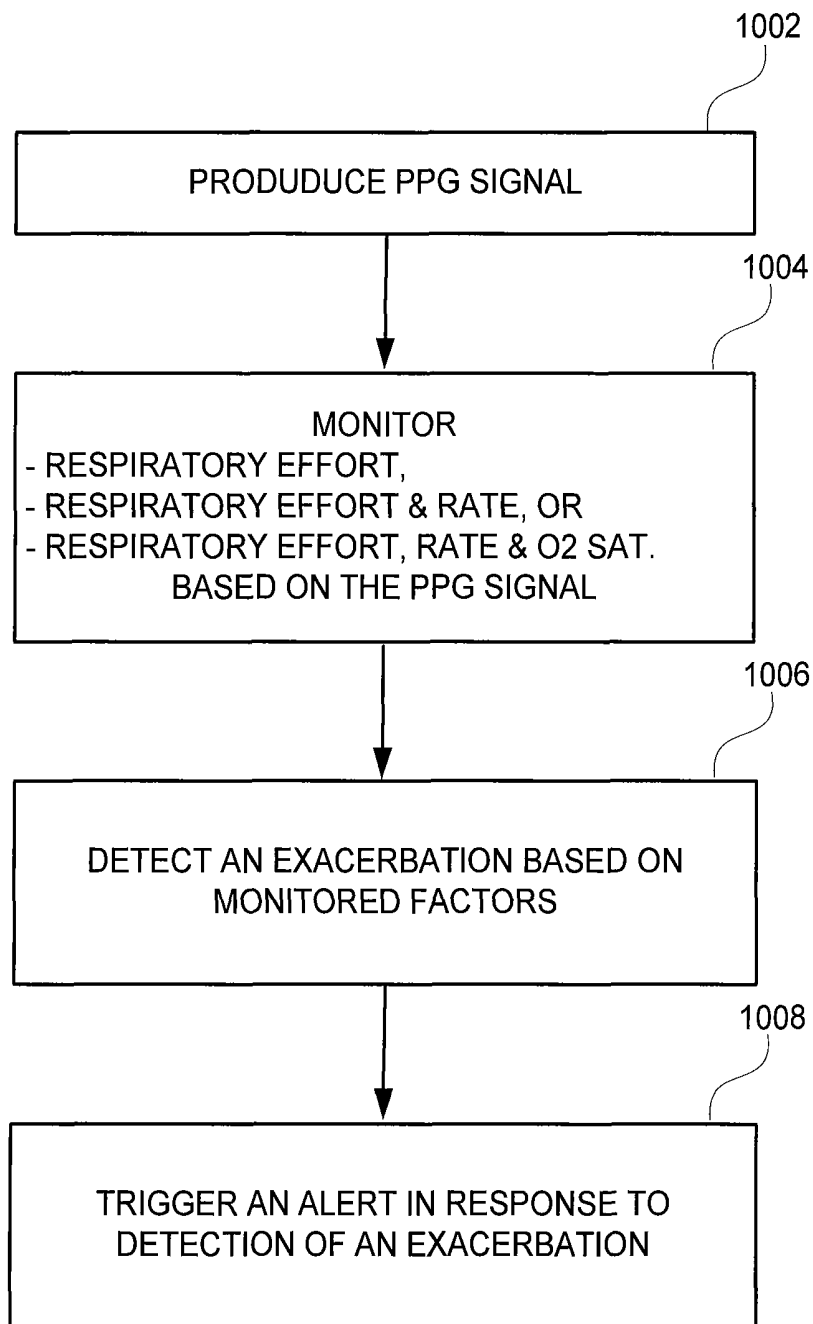 1002
PRODUDUCE PPG SIGNAL
1004
MONITOR
- RESPIRATORY EFFORT,
- RESPIRATORY EFFORT & RATE, OR
- RESPIRATORY EFFORT, RATE & O2 SAT.
BASED ON THE PPG SIGNAL
1006
DETECT AN EXACERBATION BASED ON
MONITORED FACTORS
1008
TRIGGER AN ALERT IN RESPONSE TO
DETECTION OF AN EXACERBATION